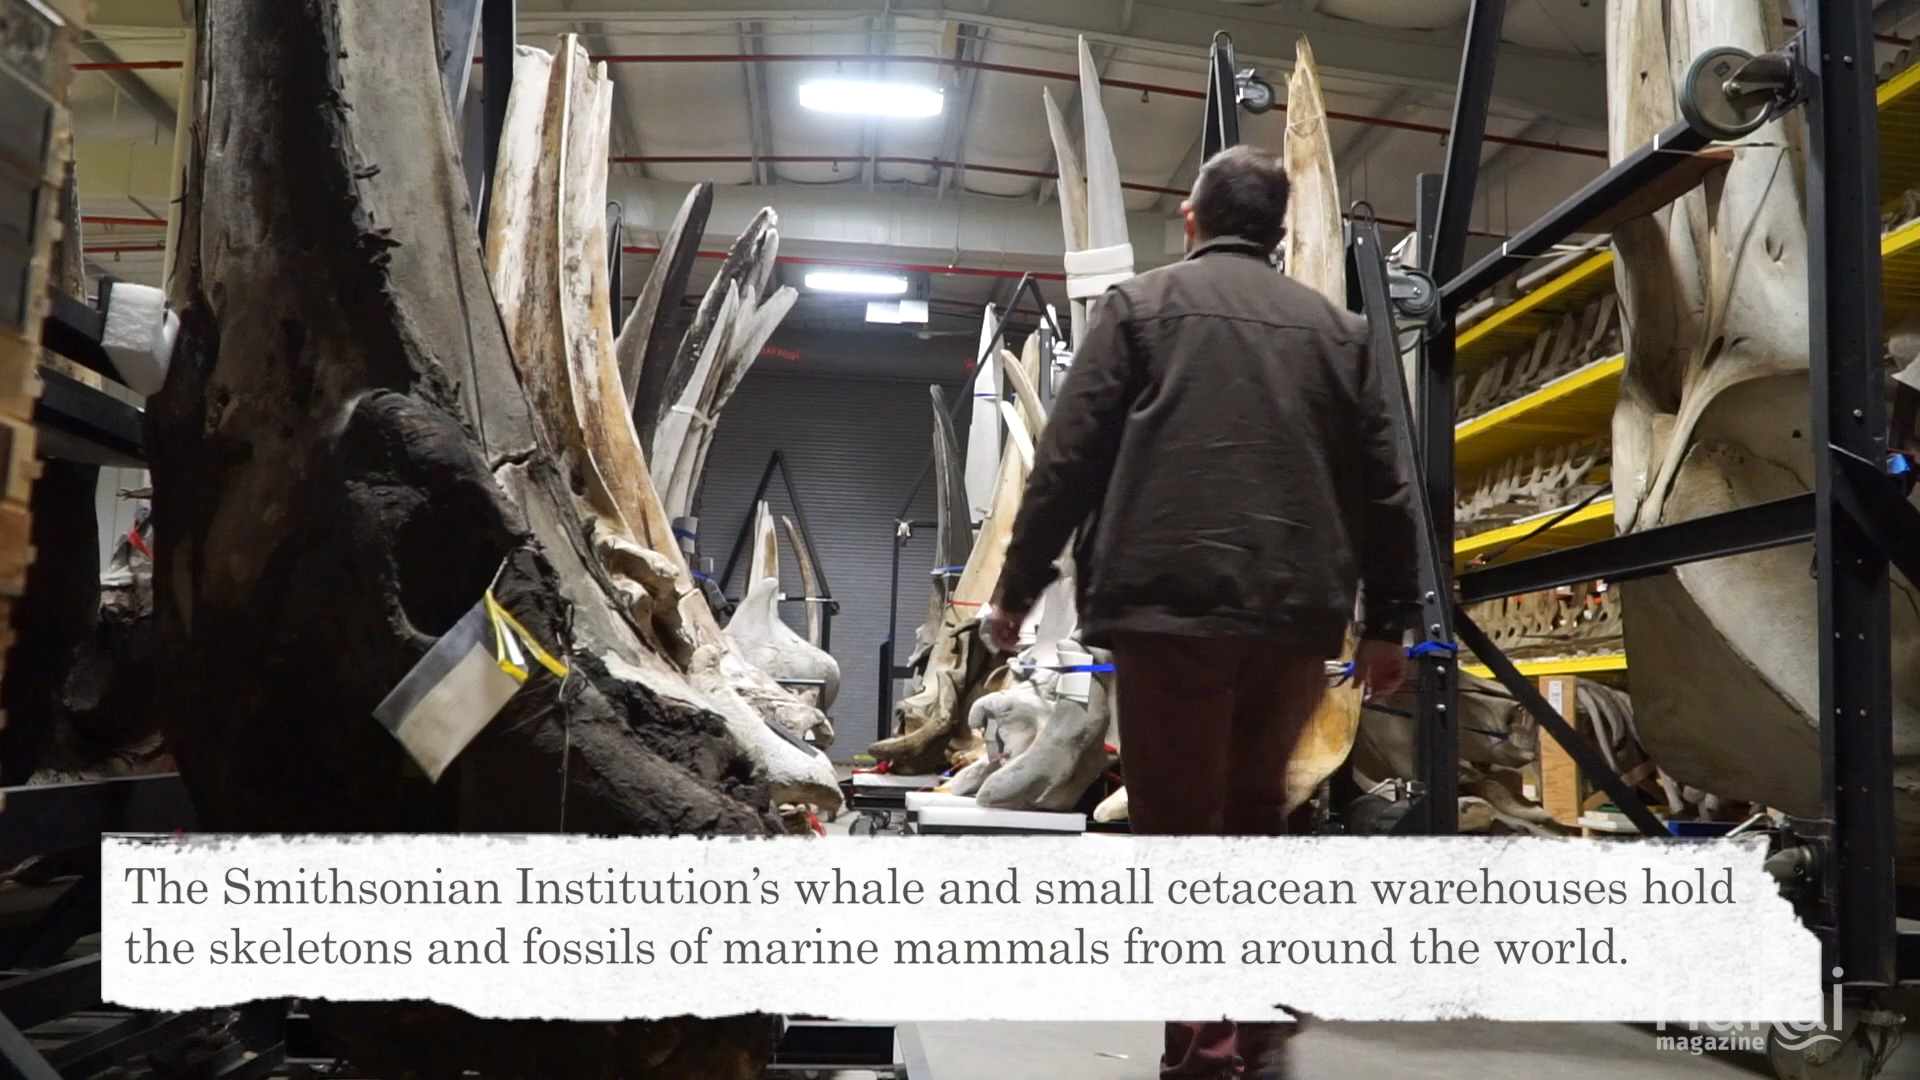 The Smithsonian Institution’s whale and small cetacean warehouses hold
the skeletons and fossils of marine mammals from around the world.
Hakai
magazine